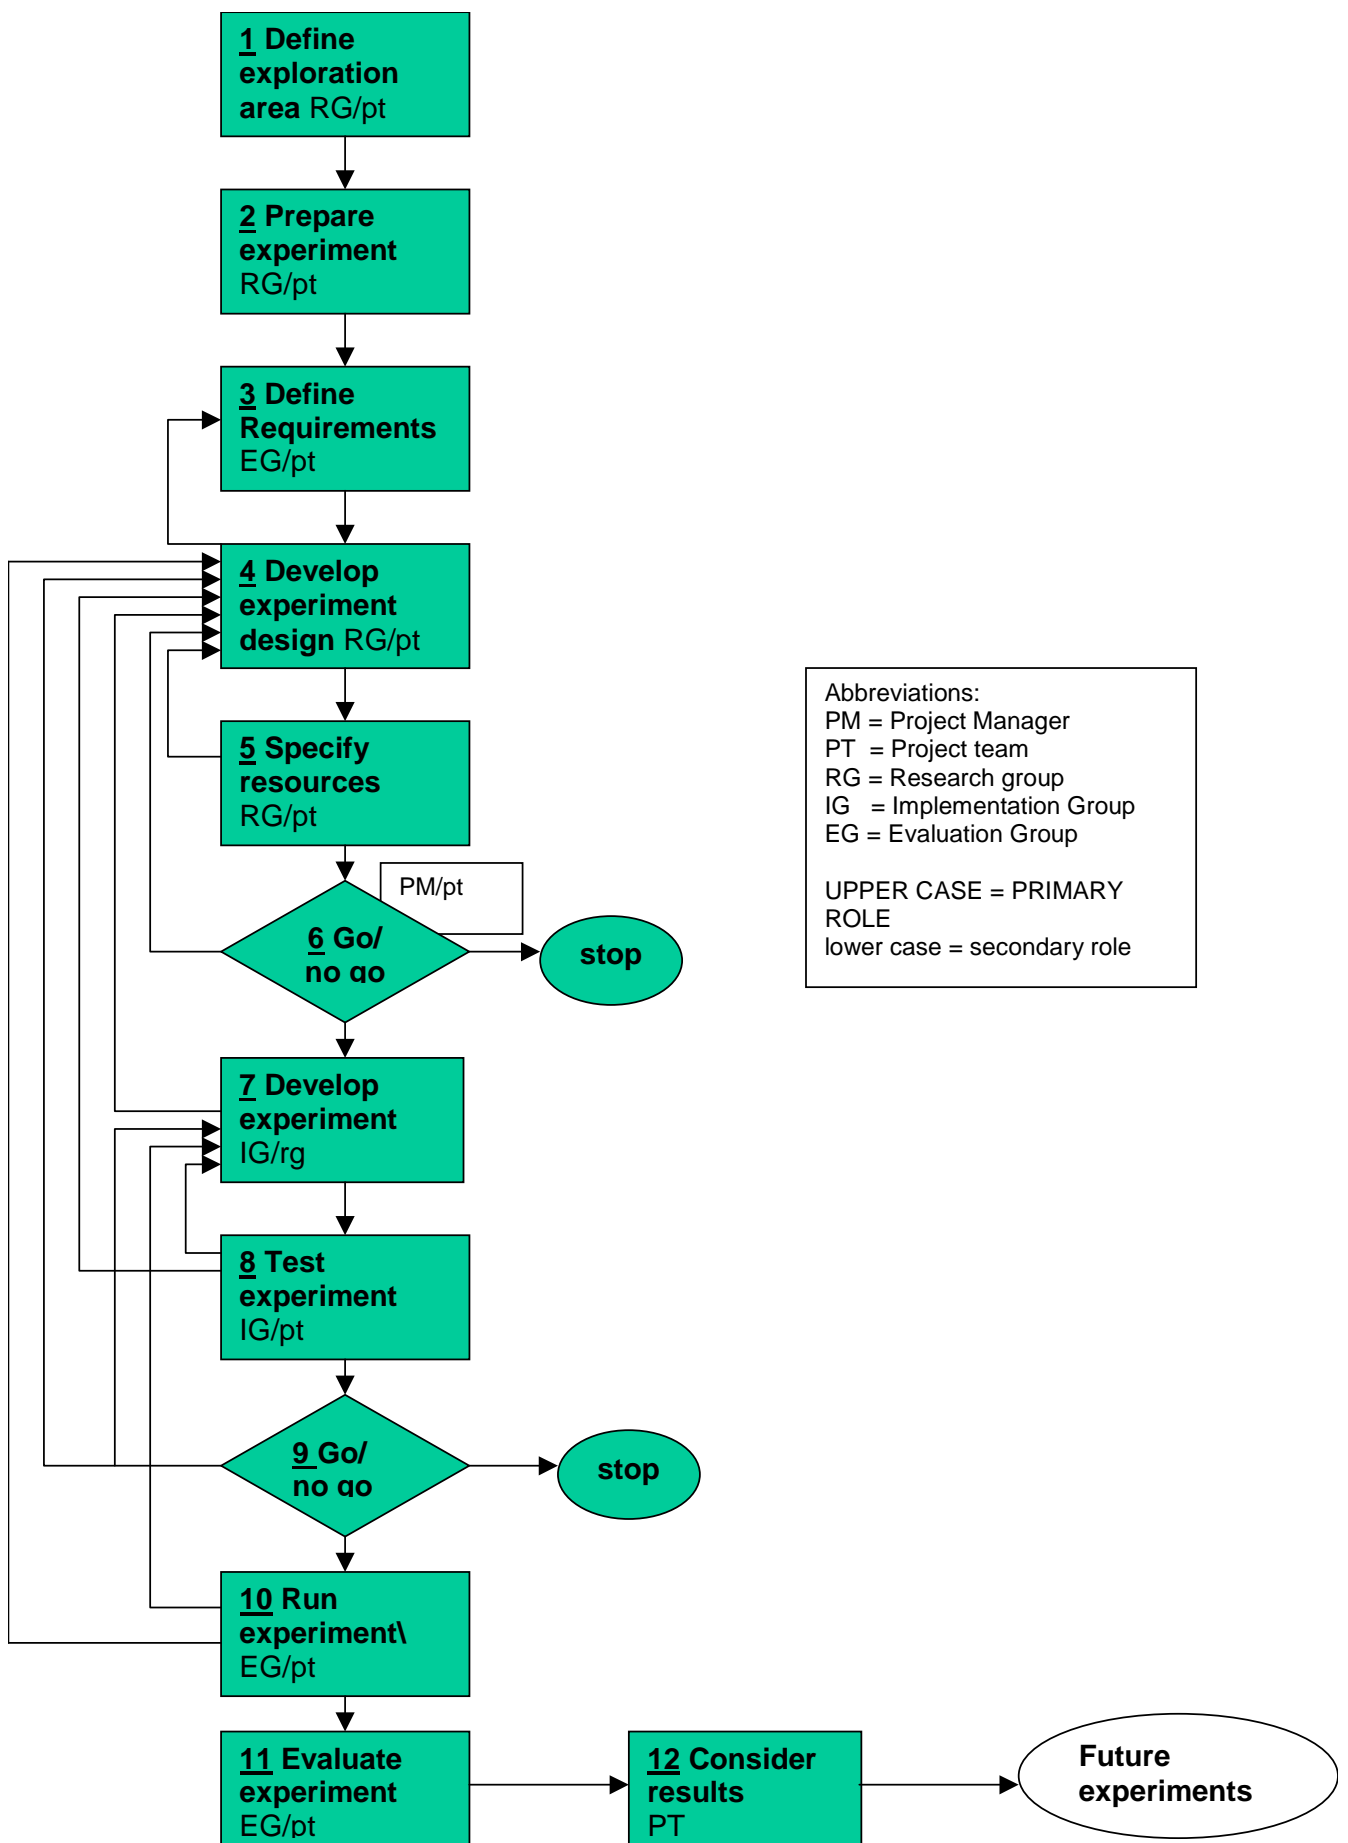 1 Define
exploration
area RG/pt
2 Prepare
experiment
RG/pt
3 Define
Requirements
EG/pt
4 Develop
experiment
design RG/pt
5 Specify
resources
RG/pt
PM/pt
6 Go/
no go
stop
Abbreviations:
PM = Project Manager
PT = Project team
RG = Research group
IG = Implementation Group
EG = Evaluation Group
UPPER CASE = PRIMARY
ROLE
lower case = secondary role
7 Develop
experiment
IG/rg
8 Test
experiment
IG/pt
9 Go/
no go
stop
10 Run
experiment\
EG/pt
11 Evaluate
experiment
EG/pt
12 Consider
results
PT
Future
experiments